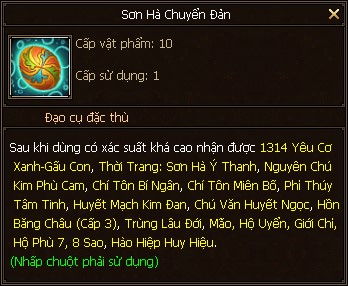 Sơn Hà Chuyển Đản
Cấp vật phẩm: 10
Cấp sử dụng: 1
Đạo cụ đặc thù
Sau khi dùng có xác suất khá cao nhận được 1314 Yêu Cơ
Xanh-Gấu Con, Thời Trang: Sơn Hà Ý Thanh, Nguyên Chú
Kim Phù Cam, Chí Tôn Bí Ngân, Chí Tôn Miên Bố, Phi Thúy
Tâm Tinh, Huyết Mạch Kim Đan, Chú Văn Huyết Ngọc, Hồn
Băng Châu (Cấp 3), Trùng Lâu Đới, Mão, Hộ Uyển, Giới Chỉ,
Hộ Phù 7, 8 Sao, Hào Hiệp Huy Hiệu.
(Nhấp chuột phải sử dụng)